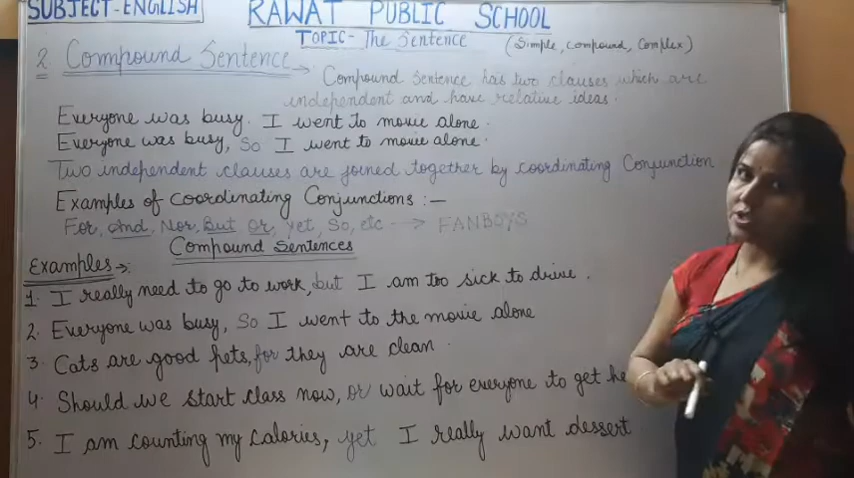 SUBJECT-ENGLISH
RAWAT PUBLIC SCHOOL
TOPIC- The Sentence (Simple, compound, Complex)
2 Compound Sentence →
Compound Sentence has two clauses which are
independent and have relative ideas.
Everyone was busy. I went to movie alone.
Everyone was busy, So I went to movie alone.
Two independent clauses are joined together by coordinating Conjunction
Examples of coordinating Conjunctions :-
For, And, Nor, But Or, yet, So, etc ---> FANBOYS
Compound Sentences
Examples →:
1. I really need to go to work, but I am too sick to drive.
2. Everyone was busy, So I went to the movie alone
3. Cats are good pets, for they are clean.
4. Should we start class now, or wait for everyone to get he
5. I am counting my calories, yet I really want dessert